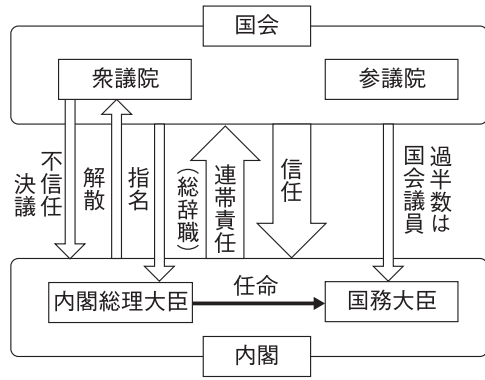 国会
衆議院
参議院
不信任
決議
解散
指名
連帯責任
(総辞職)
信任
過半数は
国会議員
内閣総理大臣
任命
国務大臣
内閣